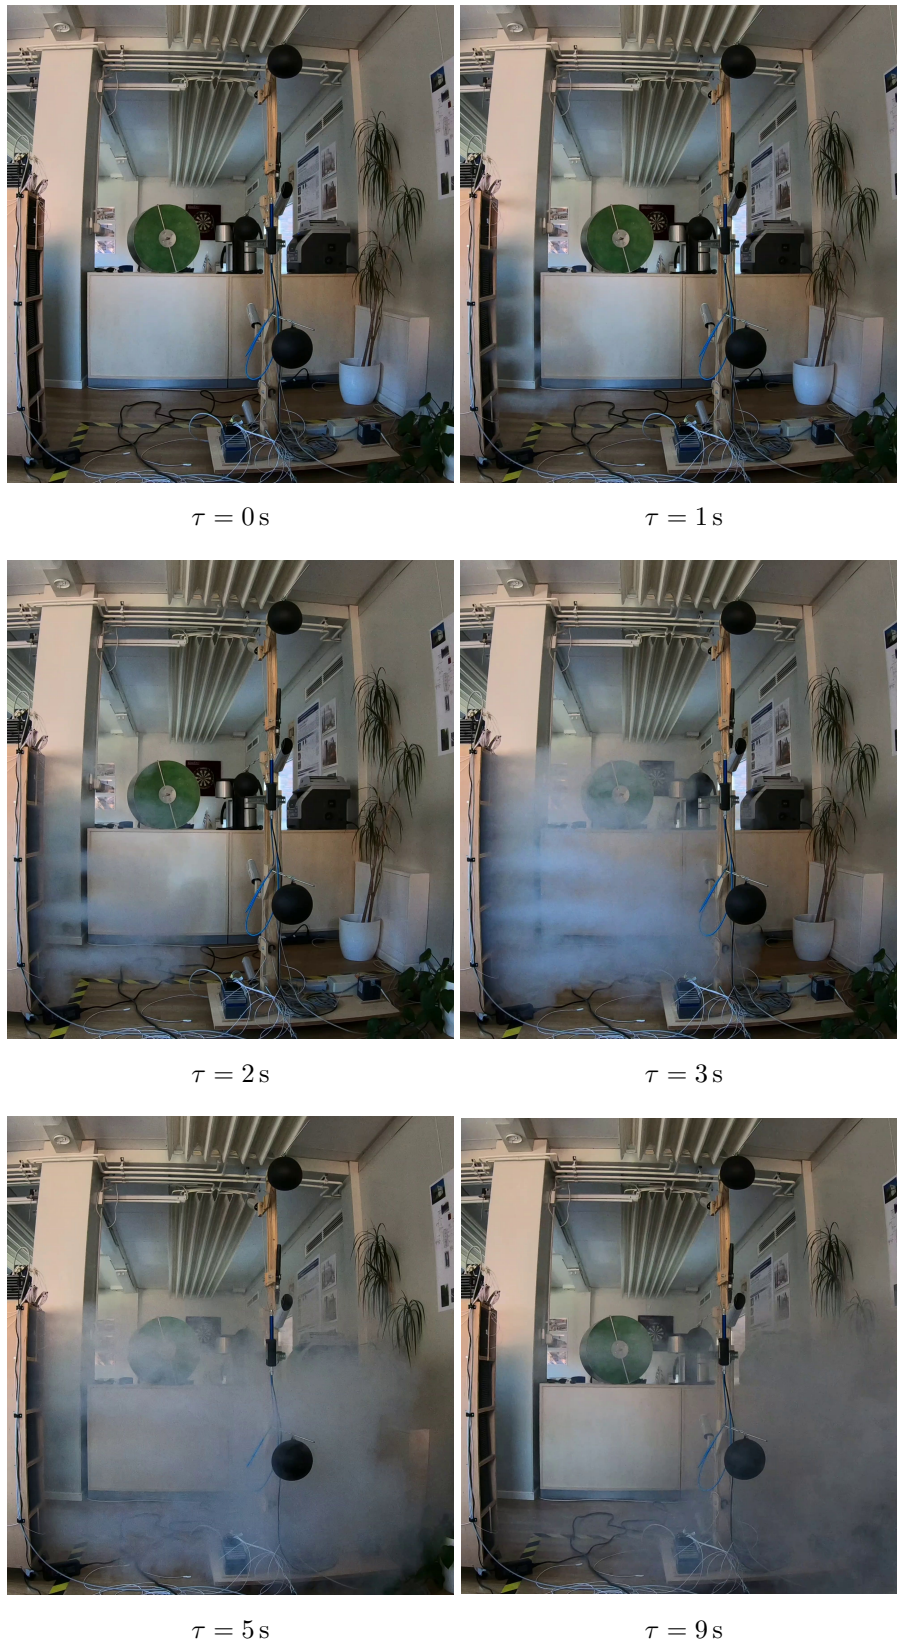 τ = 0 s
τ = 1 s
τ = 2 s
τ = 3 s
τ = 5 s
τ = 9 s